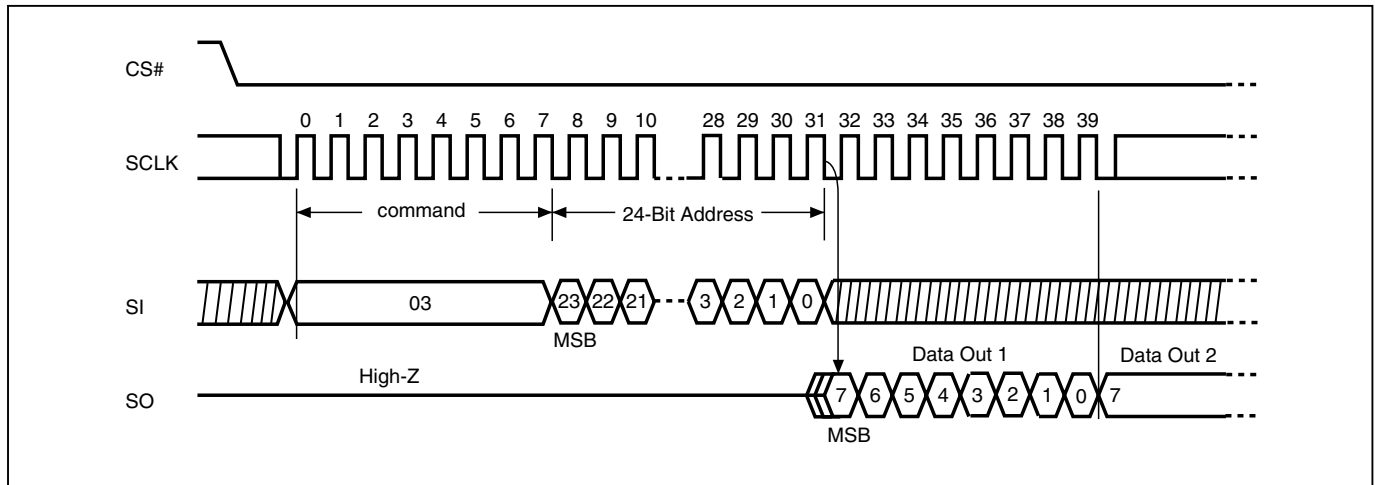 CS#
0 1 2 3 4 5 6 7 8 9 10 28 29 30 31 32 33 34 35 36 37 38 39
SCLK
command
24-Bit Address
SI
03
23 22 21 3 2 1 0
MSB
Data Out 1
Data Out 2
High-Z
SO
7 6 5 4 3 2 1 0 7
MSB